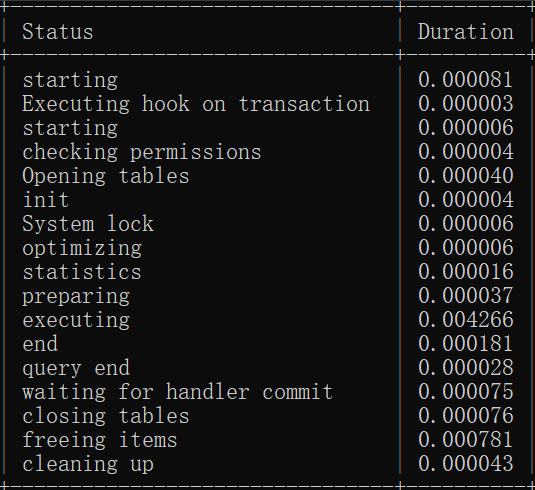 Status Duration
starting 0.000081
Executing hook on transaction 0.000003
starting 0.000006
checking permissions 0.000004
Opening tables 0.000040
init 0.000004
System lock 0.000006
optimizing 0.000006
statistics 0.000016
preparing 0.000037
executing 0.004266
end 0.000181
query end 0.000028
waiting for handler commit 0.000075
closing tables 0.000076
freeing items 0.000781
cleaning up 0.000043